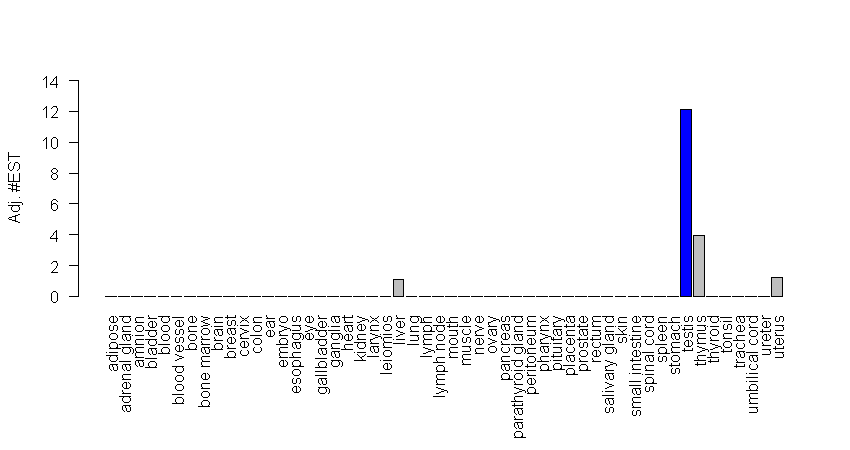 14
12
10
8
6
4
2
0
Adj. #EST
adipose
adrenal gland
amnion
bladder
blood
blood vessel
bone
bone marrow
brain
breast
cervix
colon
ear
embryo
esophagus
eye
gallbladder
ganglia
heart
kidney
larynx
leiomios
liver
lung
lymph
lymph node
mouth
muscle
nerve
ovary
pancreas
parathyroid gland
peritoneum
pharynx
pituitary
placenta
prostate
rectum
salivary gland
skin
small intestine
spinal cord
spleen
stomach
testis
thymus
thyroid
tonsil
trachea
umbilical cord
ureter
uterus